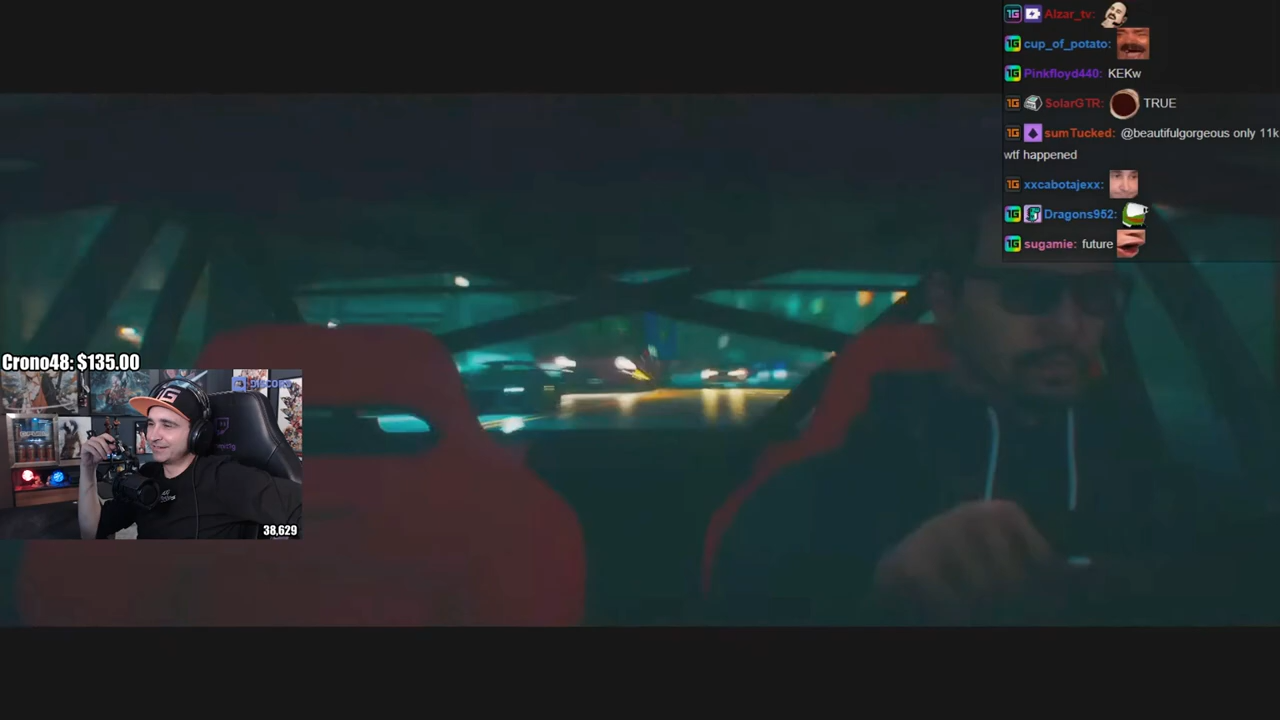 Alzar_tv:
cup_of_potato:
Pinkfloyd440: KEKw
SolarGTR: TRUE
sumTucked: @beautifulgorgeous only 11k
wtf happened
xxcabotajexx:
Dragons952:
sugamie: future
Crono48: $135.00
38,629